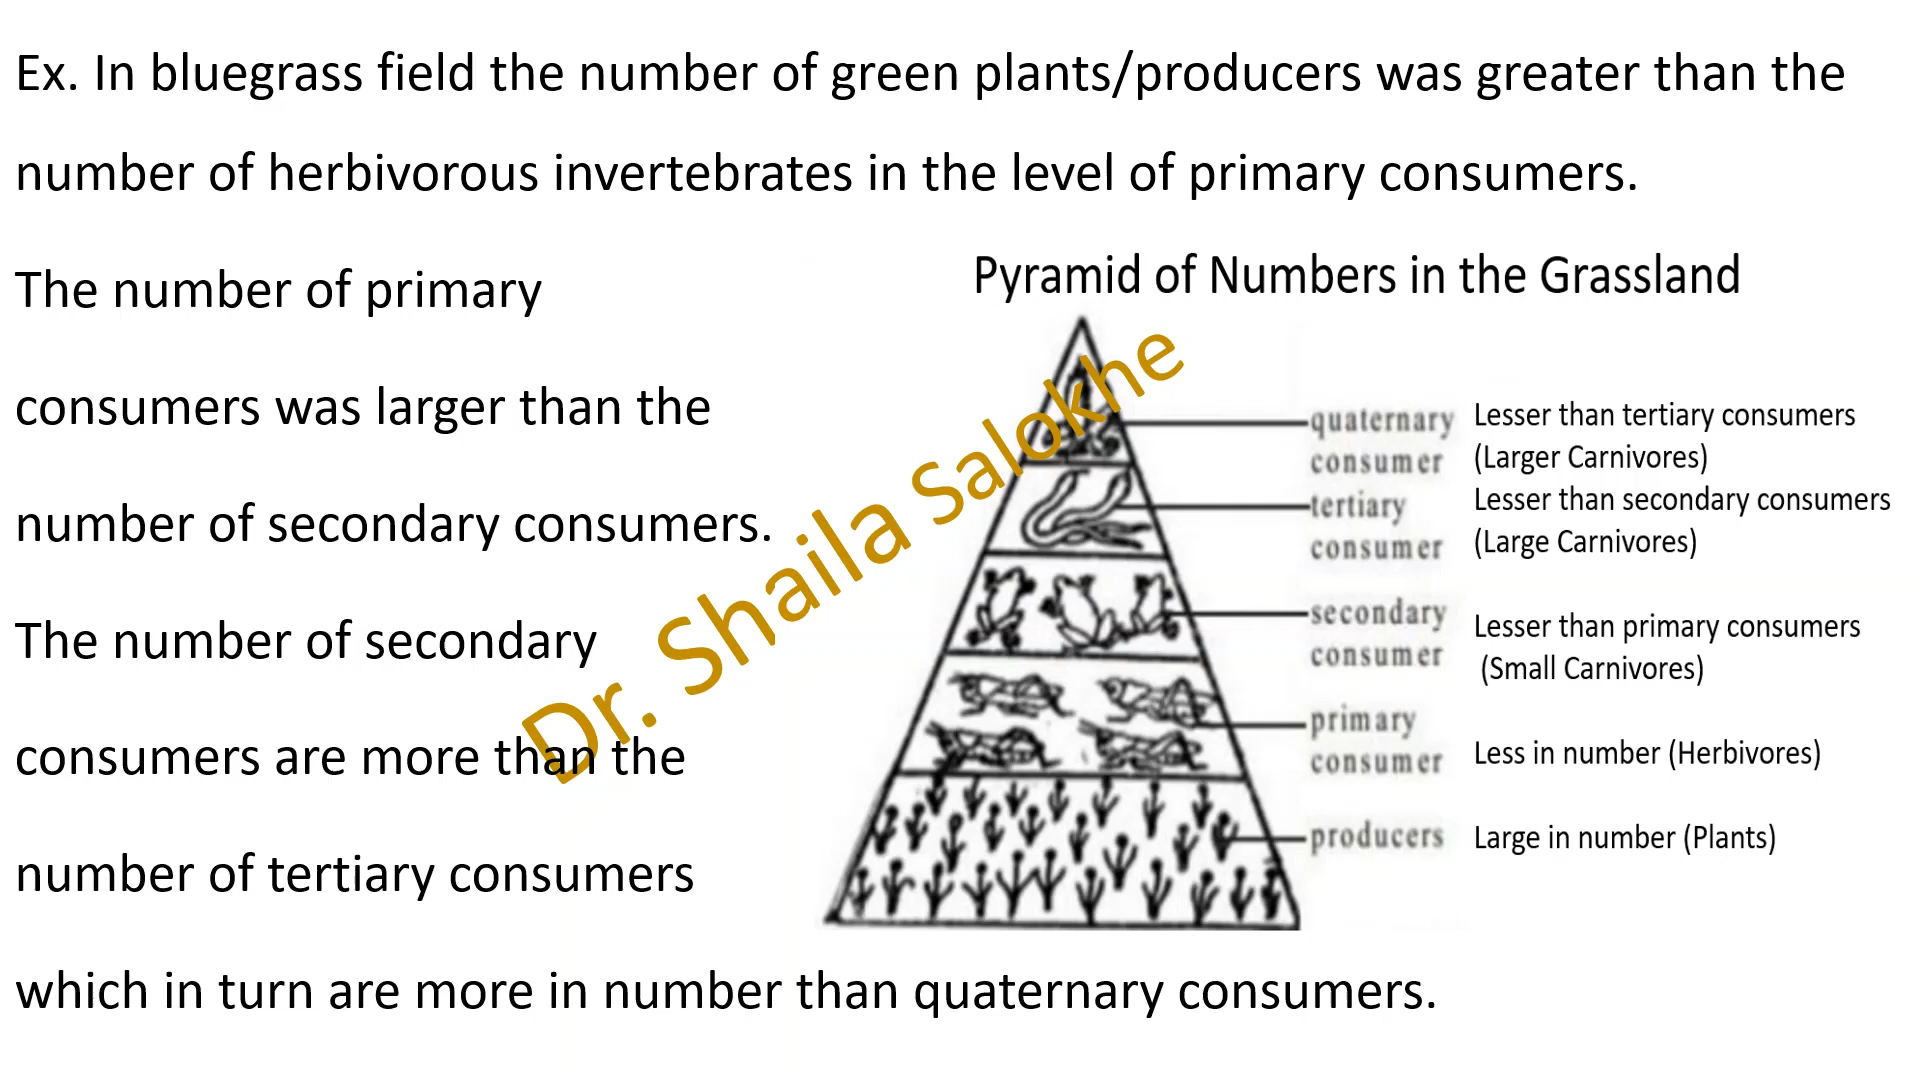 Ex. In bluegrass field the number of green plants/producers was greater than the
number of herbivorous invertebrates in the level of primary consumers.
The number of primary
consumers was larger than the
number of secondary consumers.
The number of secondary
consumers are more than the
number of tertiary consumers
which in turn are more in number than quaternary consumers.
Pyramid of Numbers in the Grassland
quaternary
consumer
Lesser than tertiary consumers
(Larger Carnivores)
tertiary
consumer
Lesser than secondary consumers
(Large Carnivores)
secondary
consumer
Lesser than primary consumers
(Small Carnivores)
primary
consumer
Less in number (Herbivores)
producers
Large in number (Plants)
Dr. Shaila Salokhe